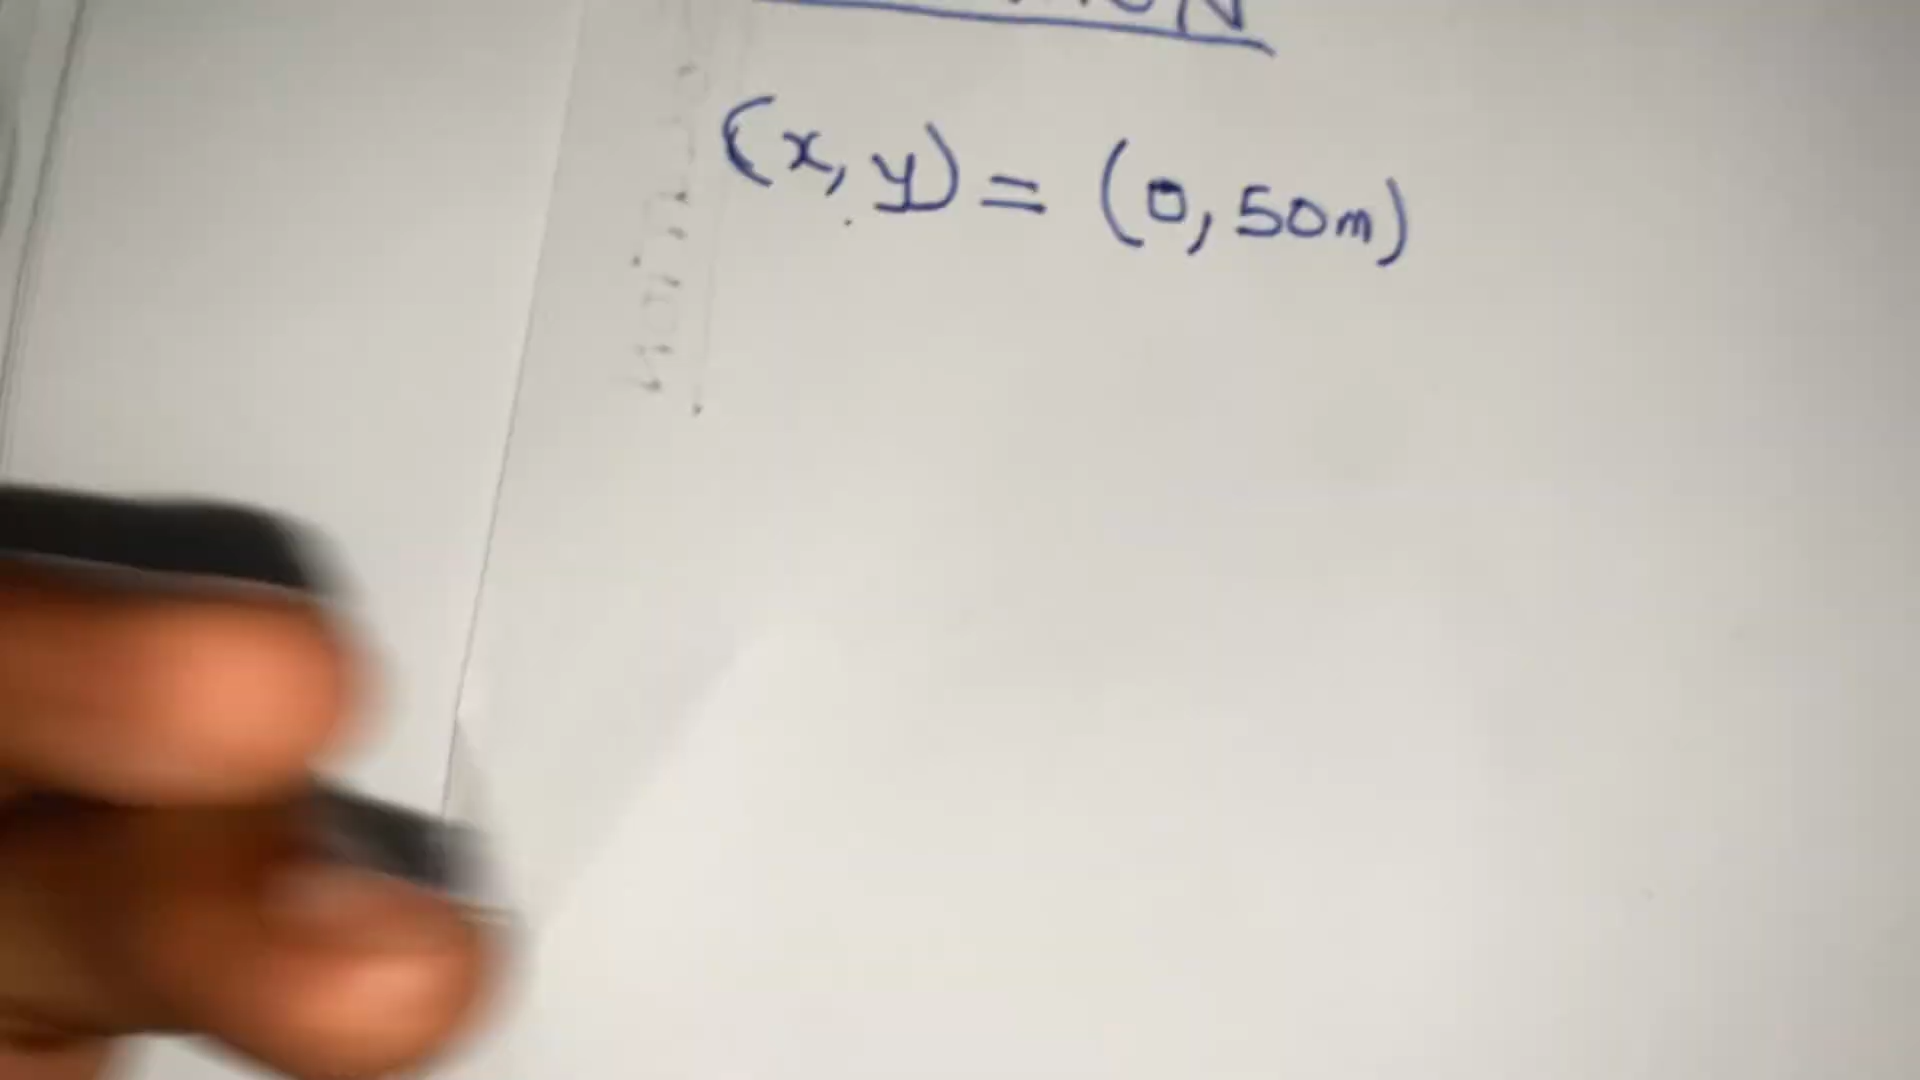 (x, y) = (0, 50m)